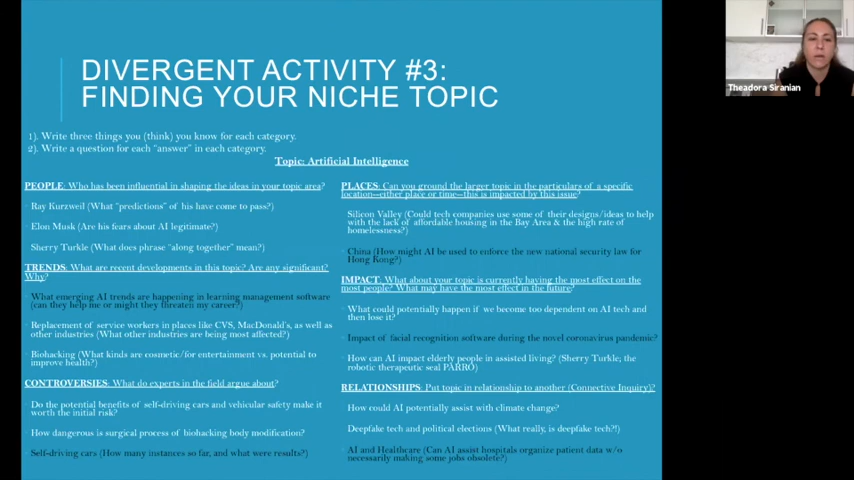 DIVERGENT ACTIVITY #3:
FINDING YOUR NICHE TOPIC
1). Write three things you (think) you know for each category.
2). Write a question for each "answer" in each category.
Topic: Artificial Intelligence
PEOPLE: Who has been influential in shaping the ideas in your topic area?
Ray Kurzweil (What "predictions" of his have come to pass?)
Elon Musk (Are his fears about AI legitimate?)
Sherry Turkle (What does phrase "along together" mean?)
TRENDS: What are recent developments in this topic? Are any significant?
Why?
What emerging AI trends are happening in learning management software
(can they help me or might they threaten my career?)
Replacement of service workers in places like CVS, MacDonald's, as well as
other industries (What other industries are being most affected?)
Biohacking (What kinds are cosmetic/for entertainment vs. potential to
improve health?)
CONTROVERSIES: What do experts in the field argue about?
Do the potential benefits of self-driving cars and vehicular safety make it
worth the initial risk?
How dangerous is surgical process of biohacking body modification?
Self-driving cars (How many instances so far, and what were results?)
PLACES: Can you ground the larger topic in the particulars of a specific
location--either place or time--this is impacted by this issue?
Silicon Valley (Could tech companies use some of their designs/ideas to help
with the lack of affordable housing in the Bay Area & the high rate of
homelessness?)
China (How might AI be used to enforce the new national security law for
Hong Kong?)
IMPACT: What about your topic is currently having the most effect on the
most people? What may have the most effect in the future?
What could potentially happen if we become too dependent on AI tech and
then lose it?
Impact of facial recognition software during the novel coronavirus pandemic?
How can AI impact elderly people in assisted living? (Sherry Turkle; the
robotic therapeutic seal PARRO)
RELATIONSHIPS: Put topic in relationship to another (Connective Inquiry)?
How could AI potentially assist with climate change?
Deepfake tech and political elections (What really, is deepfake tech?!)
AI and Healthcare (Can AI assist hospitals organize patient data w/o
necessarily making some jobs obsolete?)
Theadora Siranian